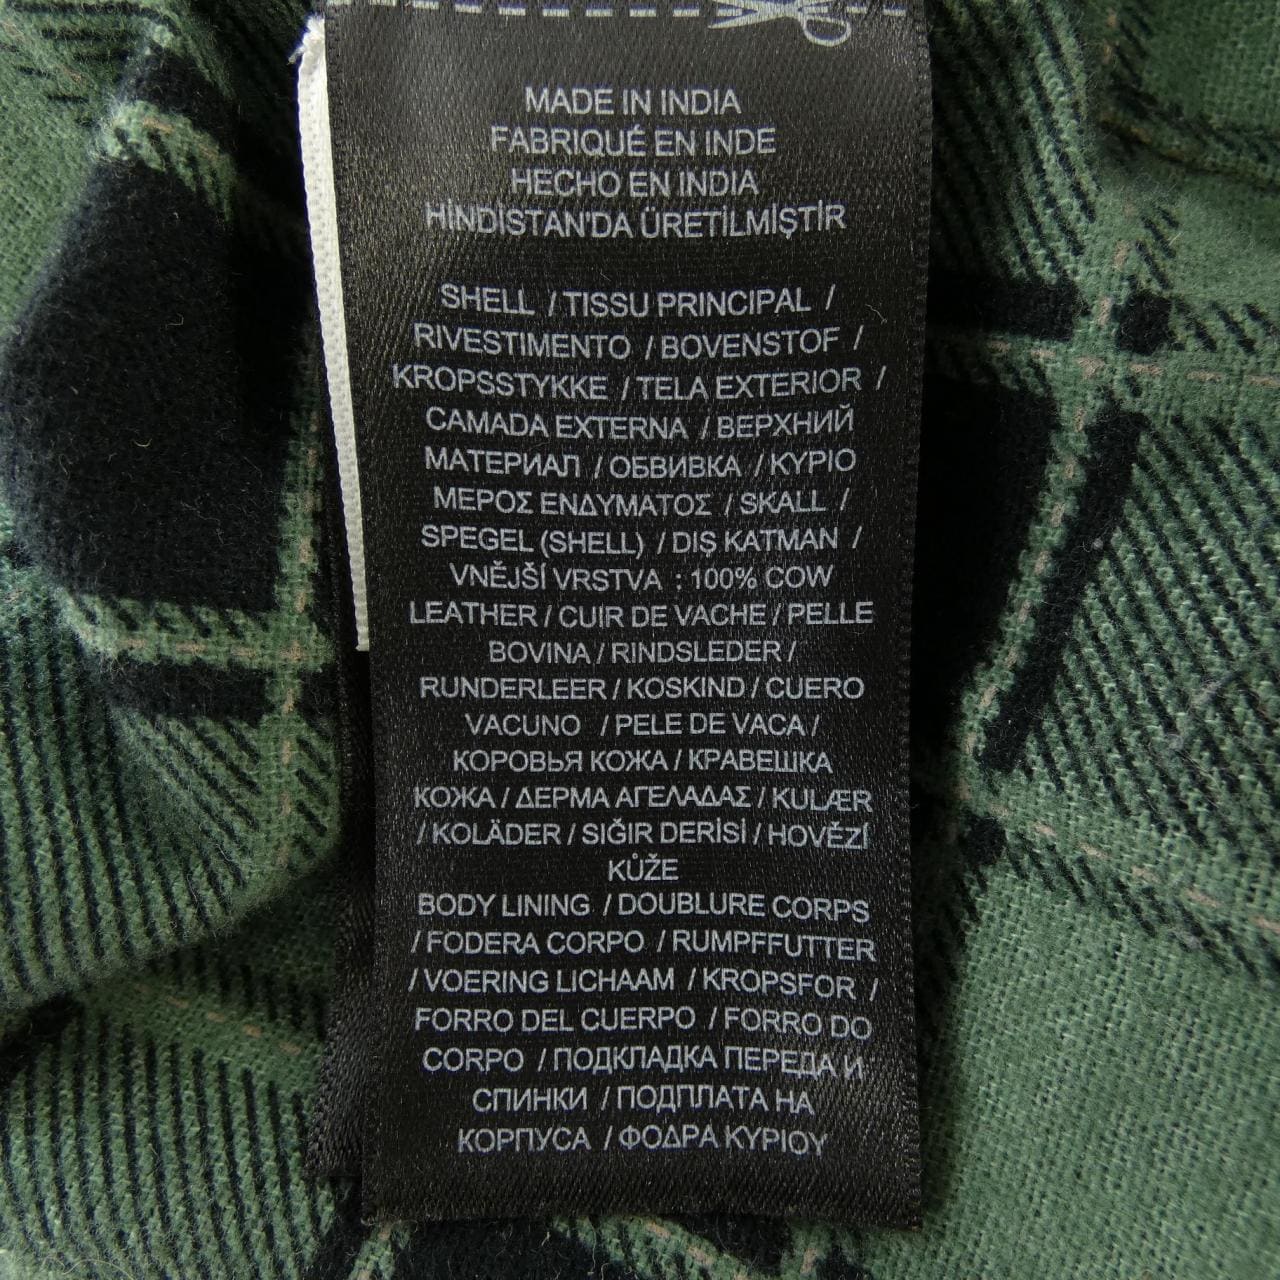 MADE IN INDIA
FABRIQUÉ EN INDE
HECHO EN INDIA
HİNDİSTAN'DA ÜRETİLMİŞTİR
SHELL / TISSU PRINCIPAL /
RIVESTIMENTO / BOVENSTOF /
KROPSSTYKKE / TELA EXTERIOR /
CAMADA EXTERNA / ВЕРХНИЙ
МАТЕРИАЛ / ОБВИВКА / ΚΥΡΙΟ
ΜΕΡΟΣ ΕΝΔΥΜΑΤΟΣ / SKALL /
SPEGEL (SHELL) / DIŞ KATMAN /
VNĚJŠÍ VRSTVA : 100% COW
LEATHER / CUIR DE VACHE / PELLE
BOVINA / RINDSLEDER /
RUNDERLEER / KOSKIND / CUERO
VACUNO / PELE DE VACA /
КОРОВЬЯ КОЖА / КРАВЕШКА
КОЖА / ΔΕΡΜΑ ΑΓΕΛΑΔΑΣ / KULÆR
/ KOLÄDER / SIĞIR DERİSİ / HOVĚZÍ
KŮŽE
BODY LINING / DOUBLURE CORPS
/ FODERA CORPO / RUMPFFUTTER
/ VOERING LICHAAM / KROPSFOR /
FORRO DEL CUERPO / FORRO DO
CORPO / ПОДКЛАДКА ПЕРЕДА И
СПИНКИ / ПОДПЛАТА НА
КОРПУСА / ΦΟΔΡΑ ΚΥΡΙΟΥ